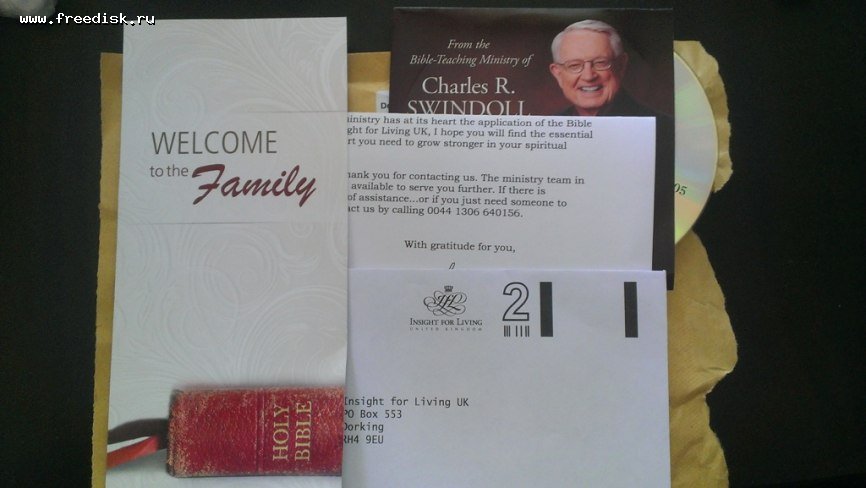 www.freedisk.ru
WELCOME
to the Family
HOLY
BIBLE
From the
Bible-Teaching Ministry of
Charles R.
SWINDOLL
ministry has at its heart the application of the Bible
ght for Living UK, I hope you will find the essential
rt you need to grow stronger in your spiritual
hank you for contacting us. The ministry team in
available to serve you further. If there is
of assistance...or if you just need someone to
act us by calling 0044 1306 640156.
With gratitude for you,
IFL
INSIGHT FOR LIVING
UNITED KINGDOM
2
Insight for Living UK
PO Box 553
Dorking
RH4 9EU
05